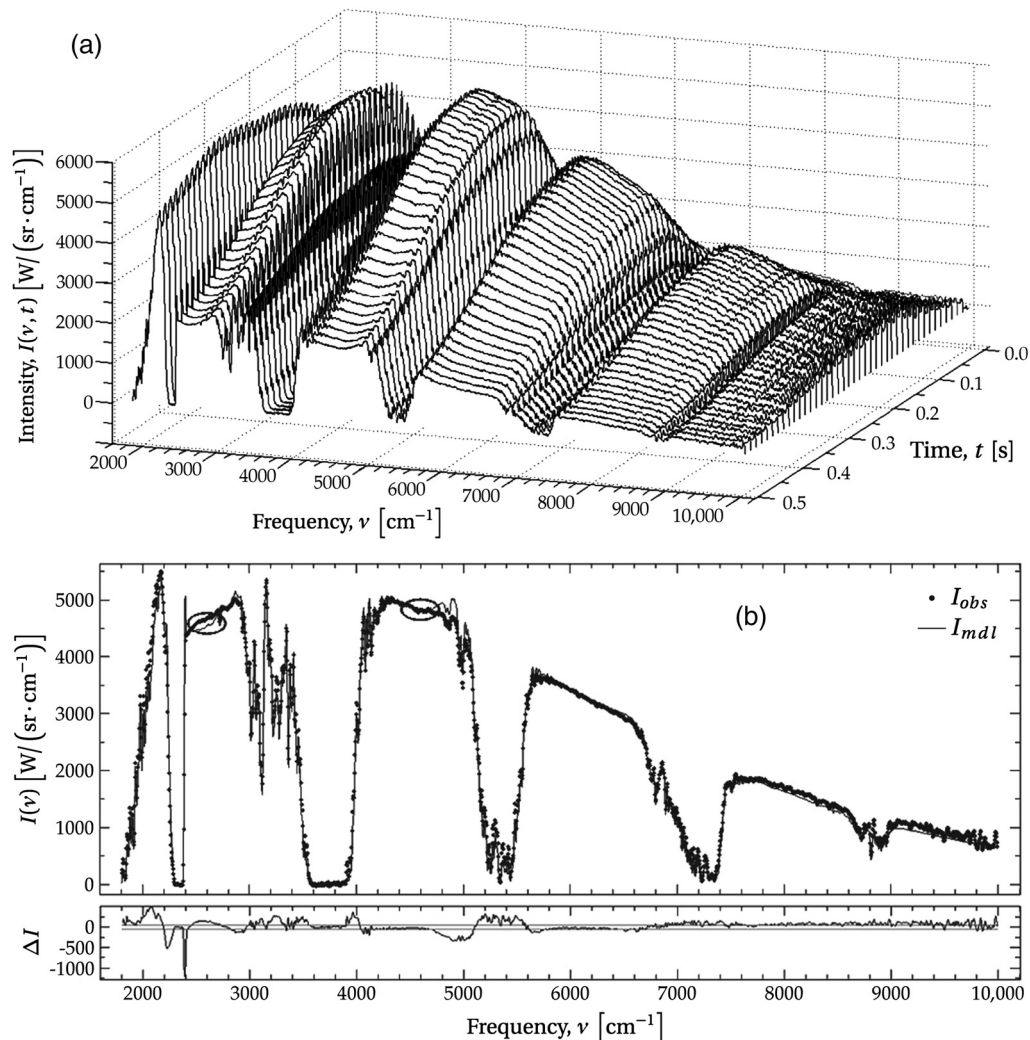 (a)
Intensity, I(ν, t) [W/(sr·cm⁻¹)]
6000
5000
4000
3000
2000
1000
0
2000
3000
4000
5000
6000
7000
8000
9000
10,000
Frequency, ν [cm⁻¹]
0.0
0.1
0.2
0.3
0.4
0.5
Time, t [s]
(b)
• I_obs
— I_mdl
I(ν) [W/(sr·cm⁻¹)]
5000
4000
3000
2000
1000
0
ΔI
0
-500
-1000
2000 3000 4000 5000 6000 7000 8000 9000 10,000
Frequency, ν [cm⁻¹]